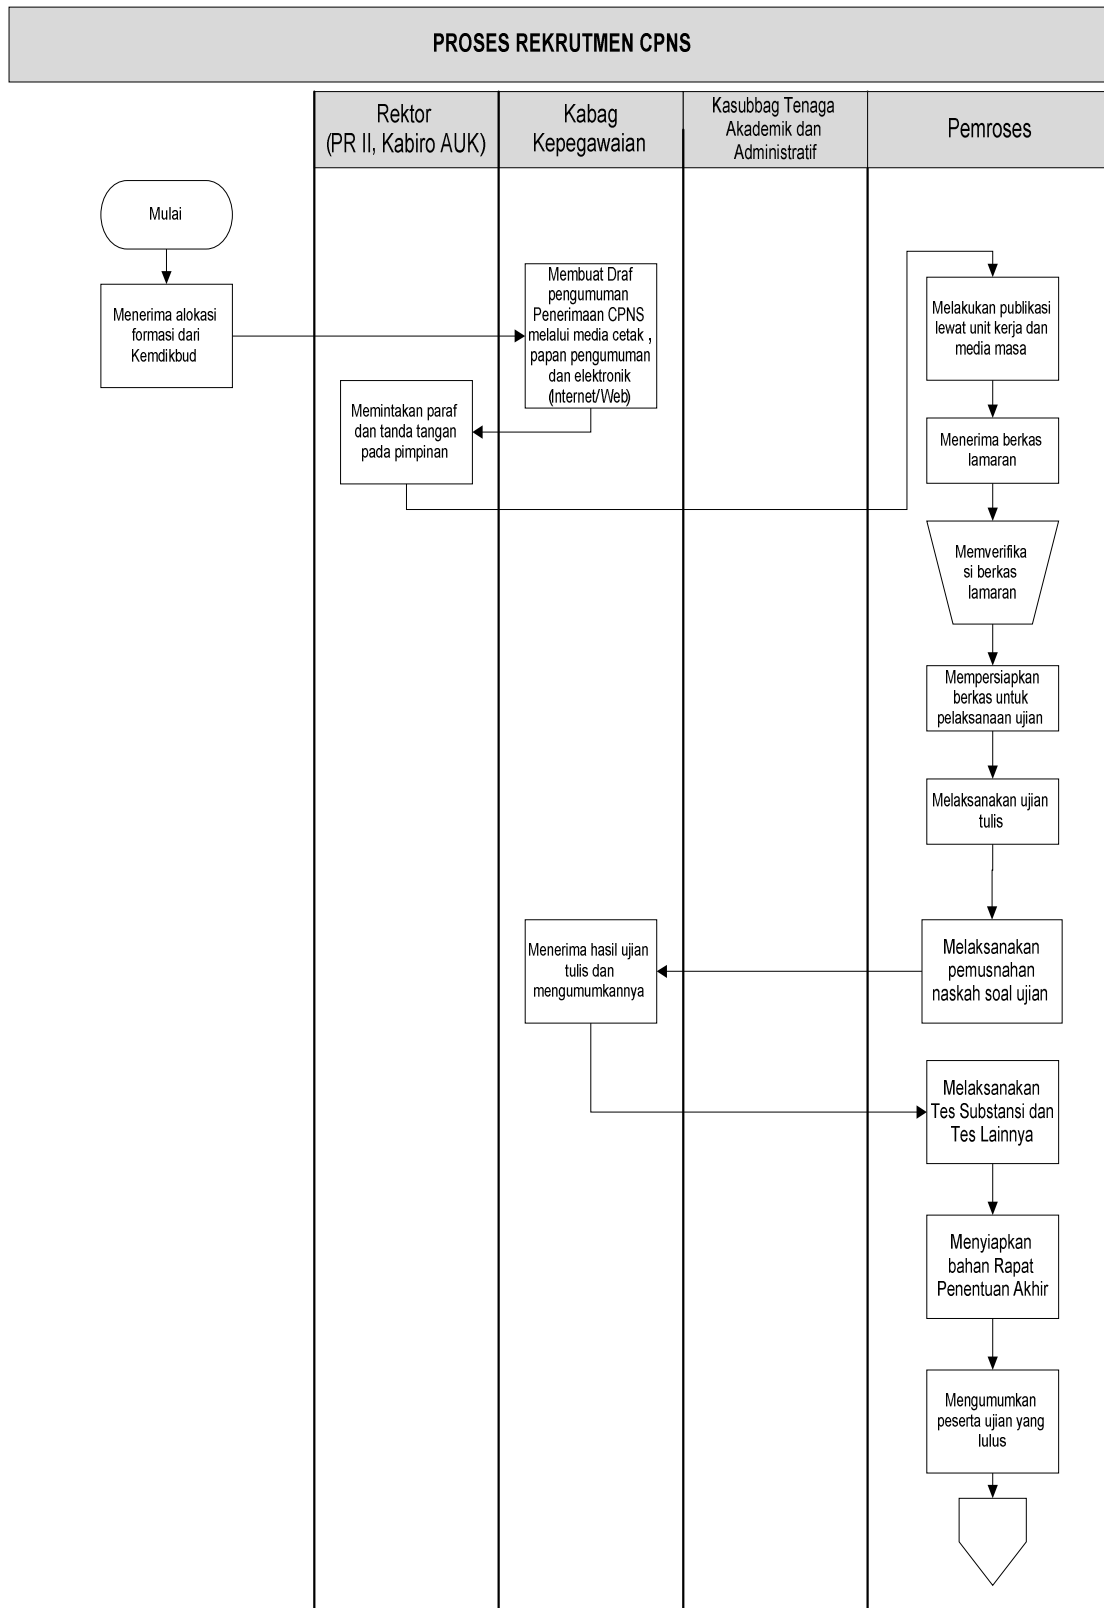 PROSES REKRUTMEN CPNS
Rektor
(PR II, Kabiro AUK)
Kabag
Kepegawaian
Kasubbag Tenaga
Akademik dan
Administratif
Pemroses
Mulai
Menerima alokasi
formasi dari
Kemdikbud
Membuat Draf
pengumuman
Penerimaan CPNS
melalui media cetak ,
papan pengumuman
dan elektronik
(Internet/Web)
Memintakan paraf
dan tanda tangan
pada pimpinan
Melakukan publikasi
lewat unit kerja dan
media masa
Menerima berkas
lamaran
Memverifika
si berkas
lamaran
Mempersiapkan
berkas untuk
pelaksanaan ujian
Melaksanakan ujian
tulis
Melaksanakan
pemusnahan
naskah soal ujian
Menerima hasil ujian
tulis dan
mengumumkannya
Melaksanakan
Tes Substansi dan
Tes Lainnya
Menyiapkan
bahan Rapat
Penentuan Akhir
Mengumumkan
peserta ujian yang
lulus